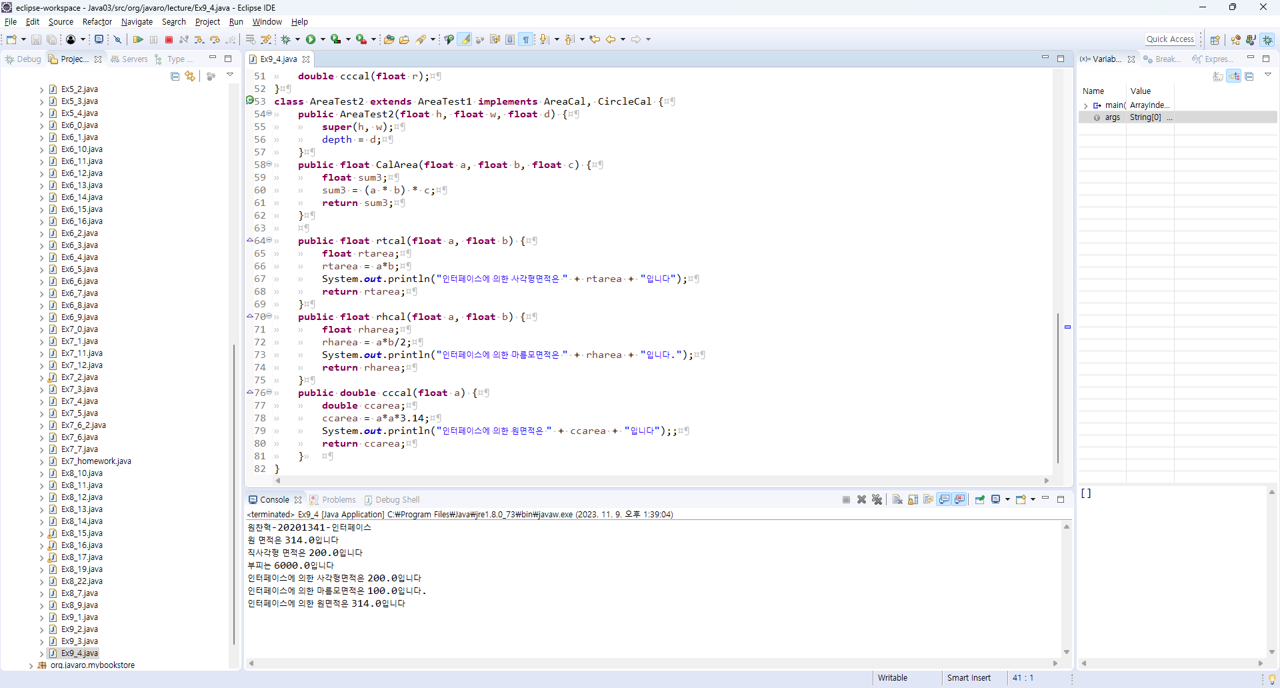 eclipse-workspace - Java03/src/org/javaro/lecture/Ex9_4.java - Eclipse IDE
File Edit Source Refactor Navigate Search Project Run Window Help
Quick Access
Debug Projec... Servers Type ...
Ex5_2.java
Ex5_3.java
Ex5_4.java
Ex6_0.java
Ex6_1.java
Ex6_10.java
Ex6_11.java
Ex6_12.java
Ex6_13.java
Ex6_14.java
Ex6_15.java
Ex6_16.java
Ex6_2.java
Ex6_3.java
Ex6_4.java
Ex6_5.java
Ex6_6.java
Ex6_7.java
Ex6_8.java
Ex6_9.java
Ex7_0.java
Ex7_1.java
Ex7_11.java
Ex7_12.java
Ex7_2.java
Ex7_3.java
Ex7_4.java
Ex7_5.java
Ex7_6_2.java
Ex7_6.java
Ex7_7.java
Ex7_homework.java
Ex8_10.java
Ex8_11.java
Ex8_12.java
Ex8_13.java
Ex8_14.java
Ex8_15.java
Ex8_16.java
Ex8_17.java
Ex8_19.java
Ex8_22.java
Ex8_7.java
Ex8_9.java
Ex9_1.java
Ex9_2.java
Ex9_3.java
Ex9_4.java
org.javaro.mybookstore
Ex9_4.java
51 double cccal(float r);
52 }
53 class AreaTest2 extends AreaTest1 implements AreaCal, CircleCal {
54 public AreaTest2(float h, float w, float d) {
55 super(h, w);
56 depth = d;
57 }
58 public float CalArea(float a, float b, float c) {
59 float sum3;
60 sum3 = (a * b) * c;
61 return sum3;
62 }
63
64 public float rtcal(float a, float b) {
65 float rtarea;
66 rtarea = a*b;
67 System.out.println("인터페이스에 의한 사각형면적은 " + rtarea + "입니다");
68 return rtarea;
69 }
70 public float rhcal(float a, float b) {
71 float rharea;
72 rharea = a*b/2;
73 System.out.println("인터페이스에 의한 마름모면적은 " + rharea + "입니다.");
74 return rharea;
75 }
76 public double cccal(float a) {
77 double ccarea;
78 ccarea = a*a*3.14;
79 System.out.println("인터페이스에 의한 원면적은 " + ccarea + "입니다");;
80 return ccarea;
81 }
82 }
Console Problems Debug Shell
<terminated> Ex9_4 [Java Application] C:₩Program Files₩Java₩jre1.8.0_73₩bin₩javaw.exe (2023. 11. 9. 오후 1:39:04)
원찬혁-20201341-인터페이스
원 면적은 314.0입니다
직사각형 면적은 200.0입니다
부피는 6000.0입니다
인터페이스에 의한 사각형면적은 200.0입니다
인터페이스에 의한 마름모면적은 100.0입니다.
인터페이스에 의한 원면적은 314.0입니다
(x)= Variab... Break... Expres...
Name Value
main( ArrayInde...
args String[0] ...
[]
Writable Smart Insert 41 : 1